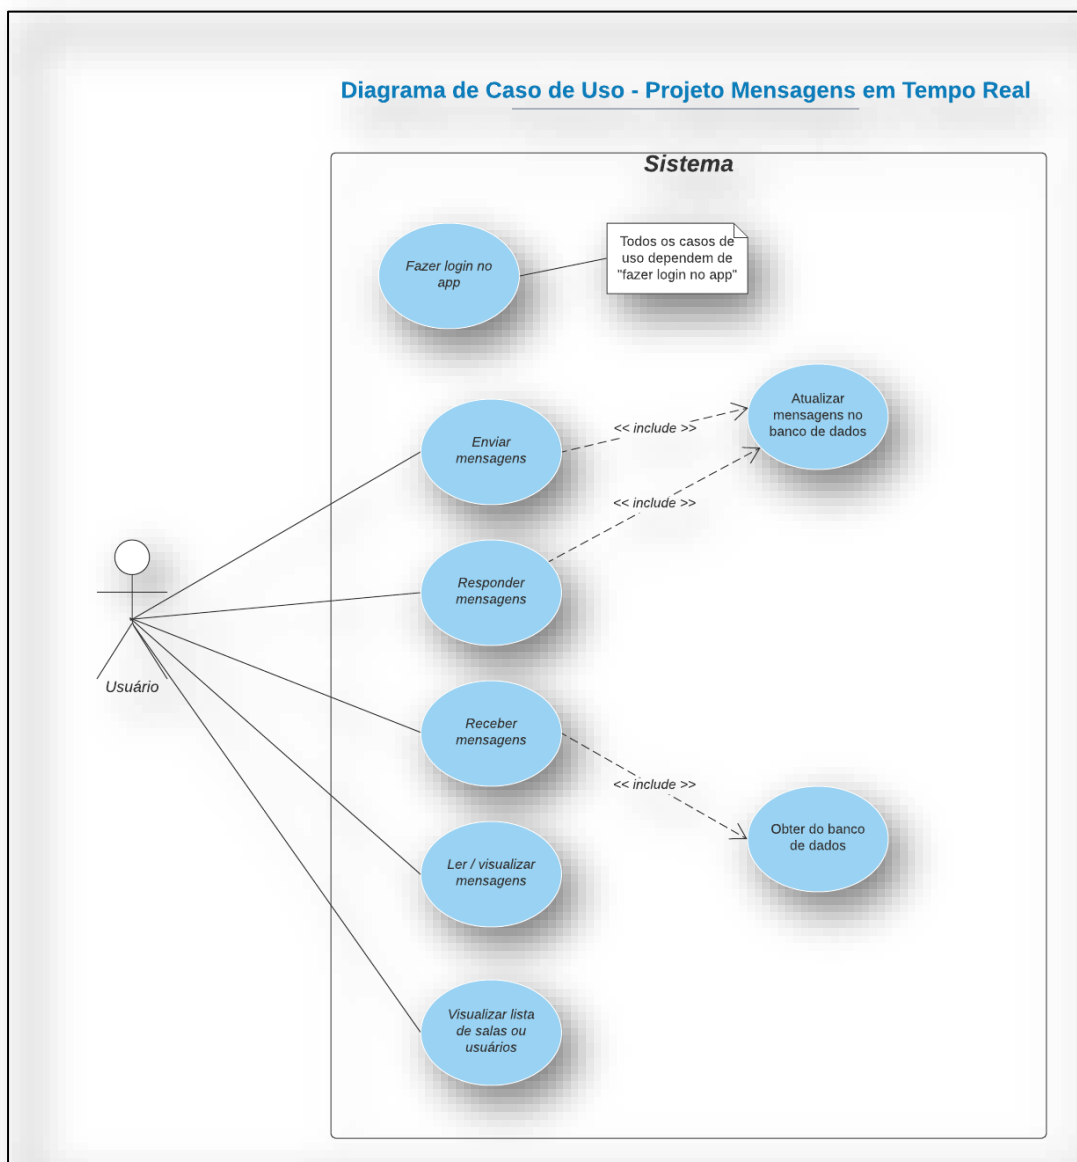 Diagrama de Caso de Uso - Projeto Mensagens em Tempo Real
Sistema
Fazer login no
app
Todos os casos de
uso dependem de
"fazer login no app"
Enviar
mensagens
<< include >>
Atualizar
mensagens no
banco de dados
<< include >>
Responder
mensagens
Usuário
Receber
mensagens
<< include >>
Obter do banco
de dados
Ler / visualizar
mensagens
Visualizar lista
de salas ou
usuários